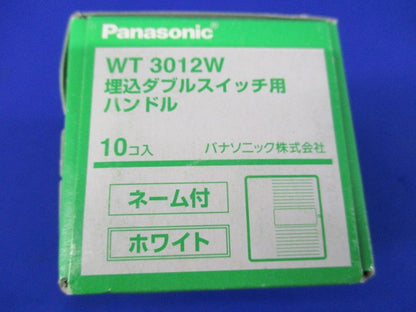 Panasonic
WT 3012W
埋込ダブルスイッチ用
ハンドル
10コ入
パナソニック株式会社
ネーム付
ホワイト